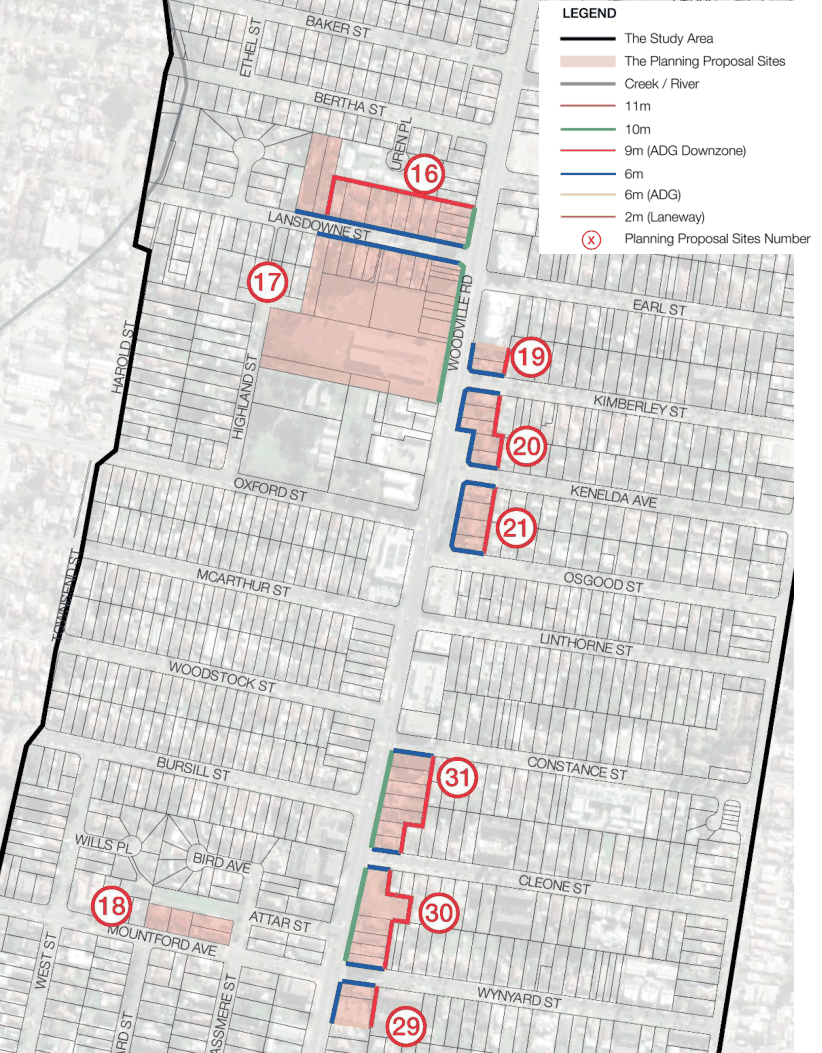 LEGEND
The Study Area
The Planning Proposal Sites
Creek / River
11m
10m
9m (ADG Downzone)
6m
6m (ADG)
2m (Laneway)
X
Planning Proposal Sites Number
BAKER ST
ETHEL ST
BERTHA ST
UREN PL
16
LANSDOWNE ST
17
WOODVILLE RD
EARL ST
HAROLD ST
19
HIGHLAND ST
KIMBERLEY ST
20
OXFORD ST
KENELDA AVE
21
MCARTHUR ST
OSGOOD ST
TOWNSEND ST
LINTHORNE ST
WOODSTOCK ST
BURSILL ST
CONSTANCE ST
31
WILLS PL
BIRD AVE
CLEONE ST
18
ATTAR ST
30
MOUNTFORD AVE
WEST ST
WYNYARD ST
ARD ST
ASSMERE ST
29